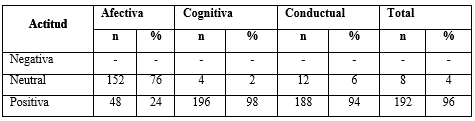 Actitud Afectiva Cognitiva Conductual Total
n % n % n % n %
Negativa - - - - - - - -
Neutral 152 76 4 2 12 6 8 4
Positiva 48 24 196 98 188 94 192 96